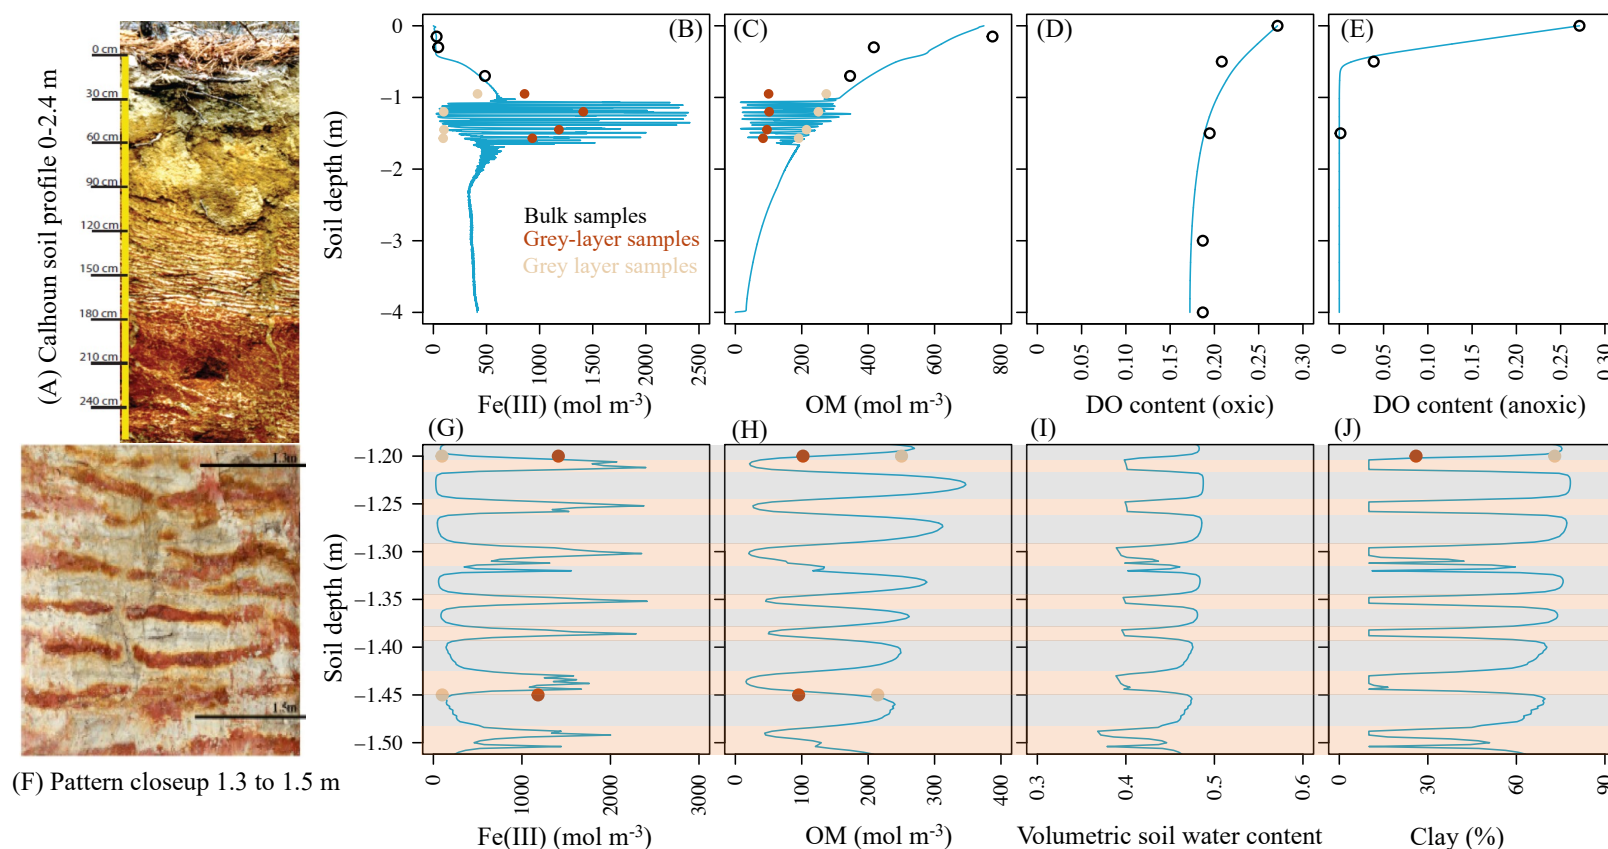 (A) Calhoun soil profile 0-2.4 m
0 cm
30 cm
60 cm
90 cm
120 cm
150 cm
180 cm
210 cm
240 cm
(B) (C) (D) (E)
Soil depth (m)
0
−1
−2
−3
−4
Bulk samples
Grey-layer samples
Grey layer samples
0 500 1000 1500 2000 2500
0 200 400 600 800
0 0.05 0.10 0.15 0.20 0.25 0.30
0 0.05 0.10 0.15 0.20 0.25 0.30
Fe(III) (mol m⁻³) OM (mol m⁻³) DO content (oxic) DO content (anoxic)
1.3m
1.5m
(F) Pattern closeup 1.3 to 1.5 m
(G) (H) (I) (J)
Soil depth (m)
−1.20
−1.25
−1.30
−1.35
−1.40
−1.45
−1.50
0 1000 2000 3000
0 100 200 300 400
0.3 0.4 0.5 0.6
0 30 60 90
Fe(III) (mol m⁻³) OM (mol m⁻³) Volumetric soil water content Clay (%)